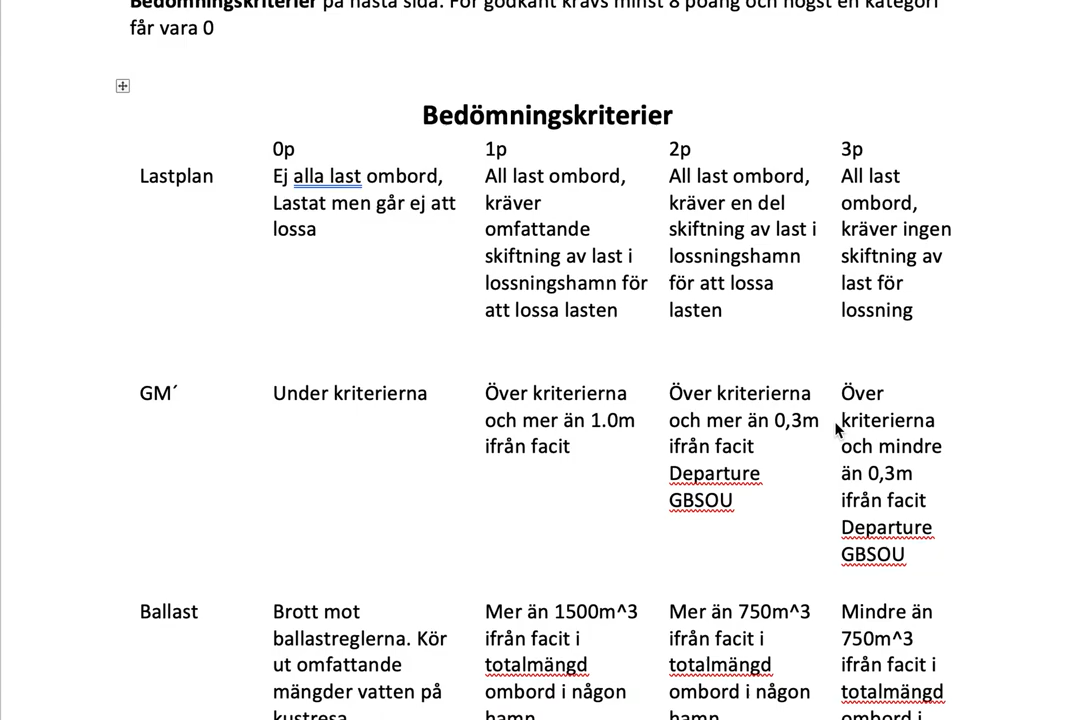 Bedömningskriterier på nästa sida. För godkänt krävs minst 8 poäng och högst en kategori
får vara 0
Bedömningskriterier
0p 1p 2p 3p
Lastplan Ej alla last ombord, All last ombord, All last ombord, All last
Lastat men går ej att kräver kräver en del ombord,
lossa omfattande skiftning av last i kräver ingen
skiftning av last i lossningshamn skiftning av
lossningshamn för för att lossa last för
att lossa lasten lasten lossning
GM´ Under kriterierna Över kriterierna Över kriterierna Över
och mer än 1.0m och mer än 0,3m kriterierna
ifrån facit ifrån facit och mindre
Departure än 0,3m
GBSOU ifrån facit
Departure
GBSOU
Ballast Brott mot Mer än 1500m^3 Mer än 750m^3 Mindre än
ballastreglerna. Kör ifrån facit i ifrån facit i 750m^3
ut omfattande totalmängd totalmängd ifrån facit i
mängder vatten på ombord i någon ombord i någon totalmängd
kustresa hamn hamn ombord i